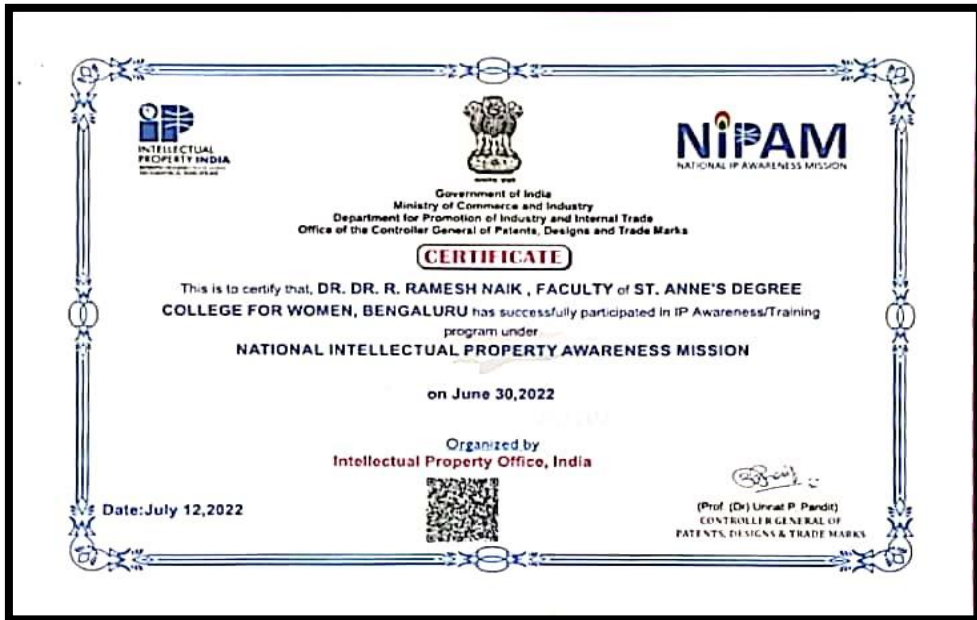 iP
INTELLECTUAL
PROPERTY INDIA
NiPAM
NATIONAL IP AWARENESS MISSION
Government of India
Ministry of Commerce and Industry
Department for Promotion of Industry and Internal Trade
Office of the Controller General of Patents, Designs and Trade Marks
CERTIFICATE
This is to certify that, DR. DR. R. RAMESH NAIK , FACULTY of ST. ANNE'S DEGREE
COLLEGE FOR WOMEN, BENGALURU has successfully participated in IP Awareness/Training
program under
NATIONAL INTELLECTUAL PROPERTY AWARENESS MISSION
on June 30,2022
Organized by
Intellectual Property Office, India
Date:July 12,2022
(Prof. (Dr) Unnat P. Pandit)
CONTROLLER GENERAL OF
PATENTS, DESIGNS & TRADE MARKS